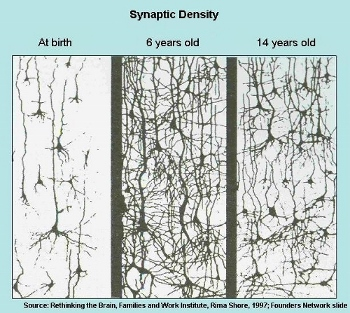 Synaptic Density
At birth 6 years old 14 years old
Source: Rethinking the Brain, Families and Work Institute, Rima Shore, 1997; Founders Network slide